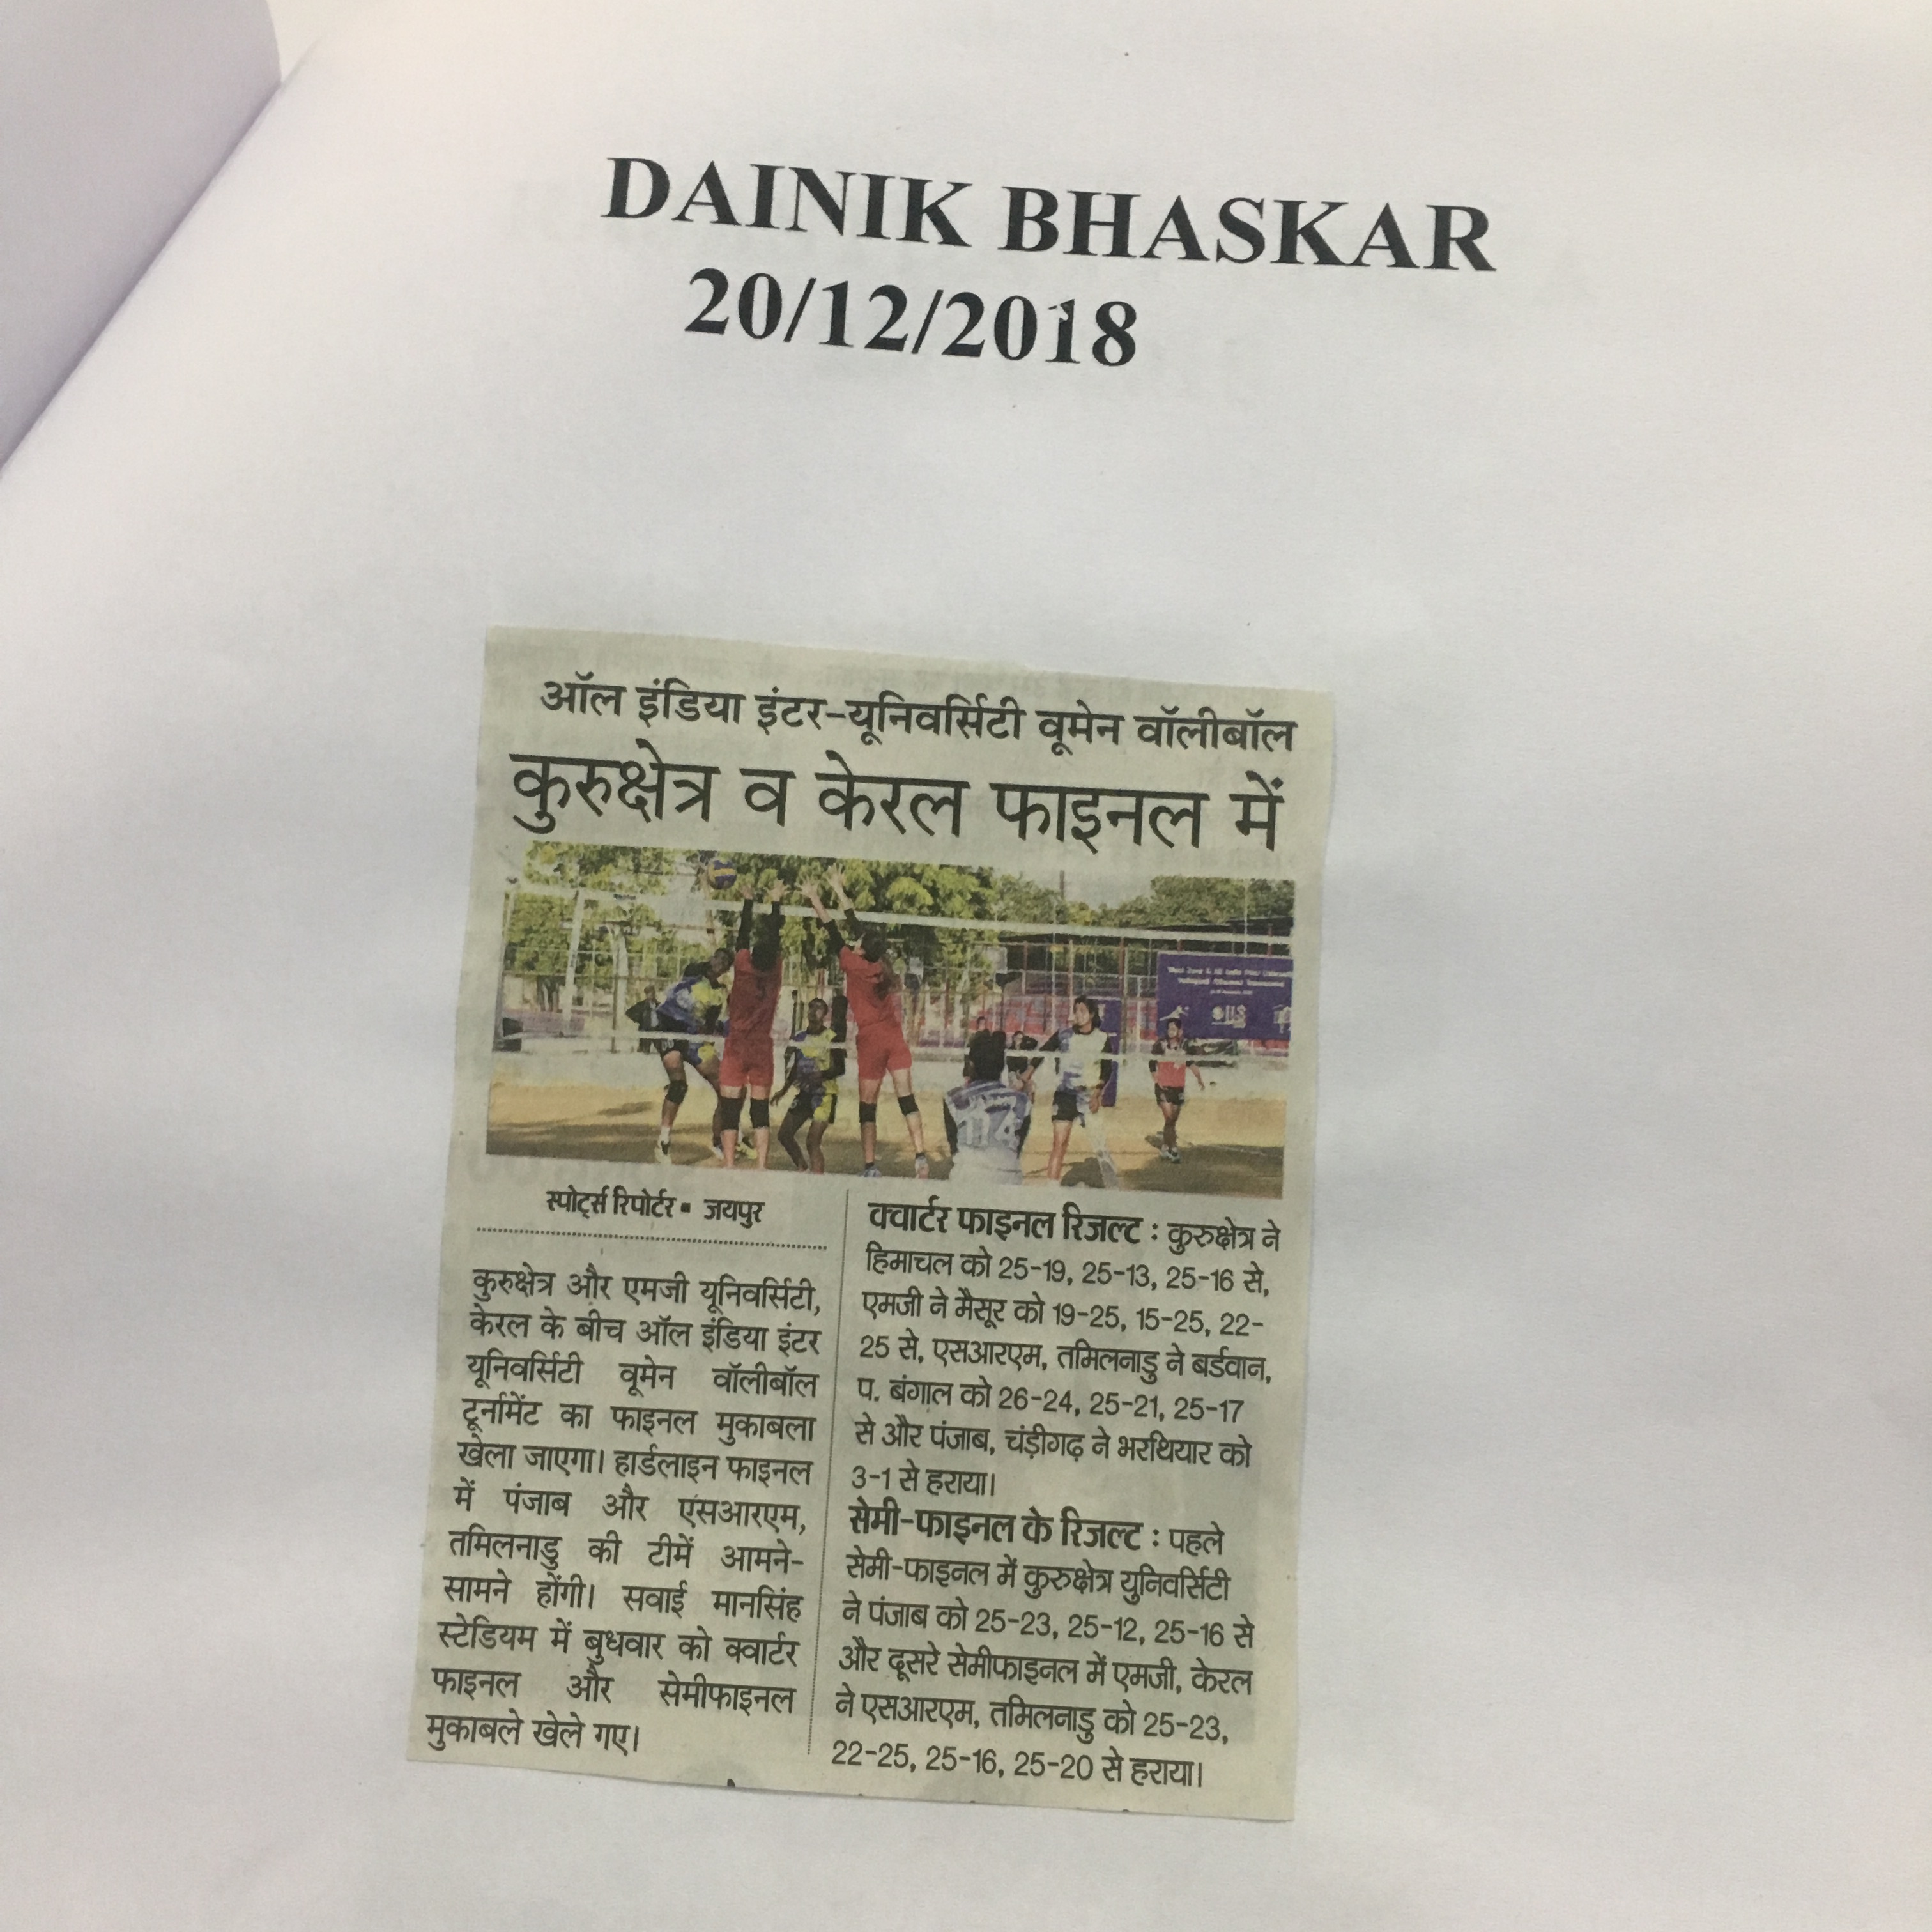 DAINIK BHASKAR
20/12/2018
ऑल इंडिया इंटर-यूनिवर्सिटी वूमेन वॉलीबॉल
कुरुक्षेत्र व केरल फाइनल में
स्पोर्ट्स रिपोर्टर▪ जयपुर
कुरुक्षेत्र और एमजी यूनिवर्सिटी,
केरल के बीच ऑल इंडिया इंटर
यूनिवर्सिटी वूमेन वॉलीबॉल
टूर्नामेंट का फाइनल मुकाबला
खेला जाएगा। हार्डलाइन फाइनल
में पंजाब और एसआरएम,
तमिलनाडु की टीमें आमने-
सामने होंगी। सवाई मानसिंह
स्टेडियम में बुधवार को क्वार्टर
फाइनल और सेमीफाइनल
मुकाबले खेले गए।
क्वार्टर फाइनल रिजल्ट : कुरुक्षेत्र ने
हिमाचल को 25-19, 25-13, 25-16 से,
एमजी ने मैसूर को 19-25, 15-25, 22-
25 से, एसआरएम, तमिलनाडु ने बर्डवान,
प. बंगाल को 26-24, 25-21, 25-17
से और पंजाब, चंड़ीगढ़ ने भरथियार को
3-1 से हराया।
सेमी-फाइनल के रिजल्ट : पहले
सेमी-फाइनल में कुरुक्षेत्र युनिवर्सिटी
ने पंजाब को 25-23, 25-12, 25-16 से
और दूसरे सेमीफाइनल में एमजी, केरल
ने एसआरएम, तमिलनाडु को 25-23,
22-25, 25-16, 25-20 से हराया।